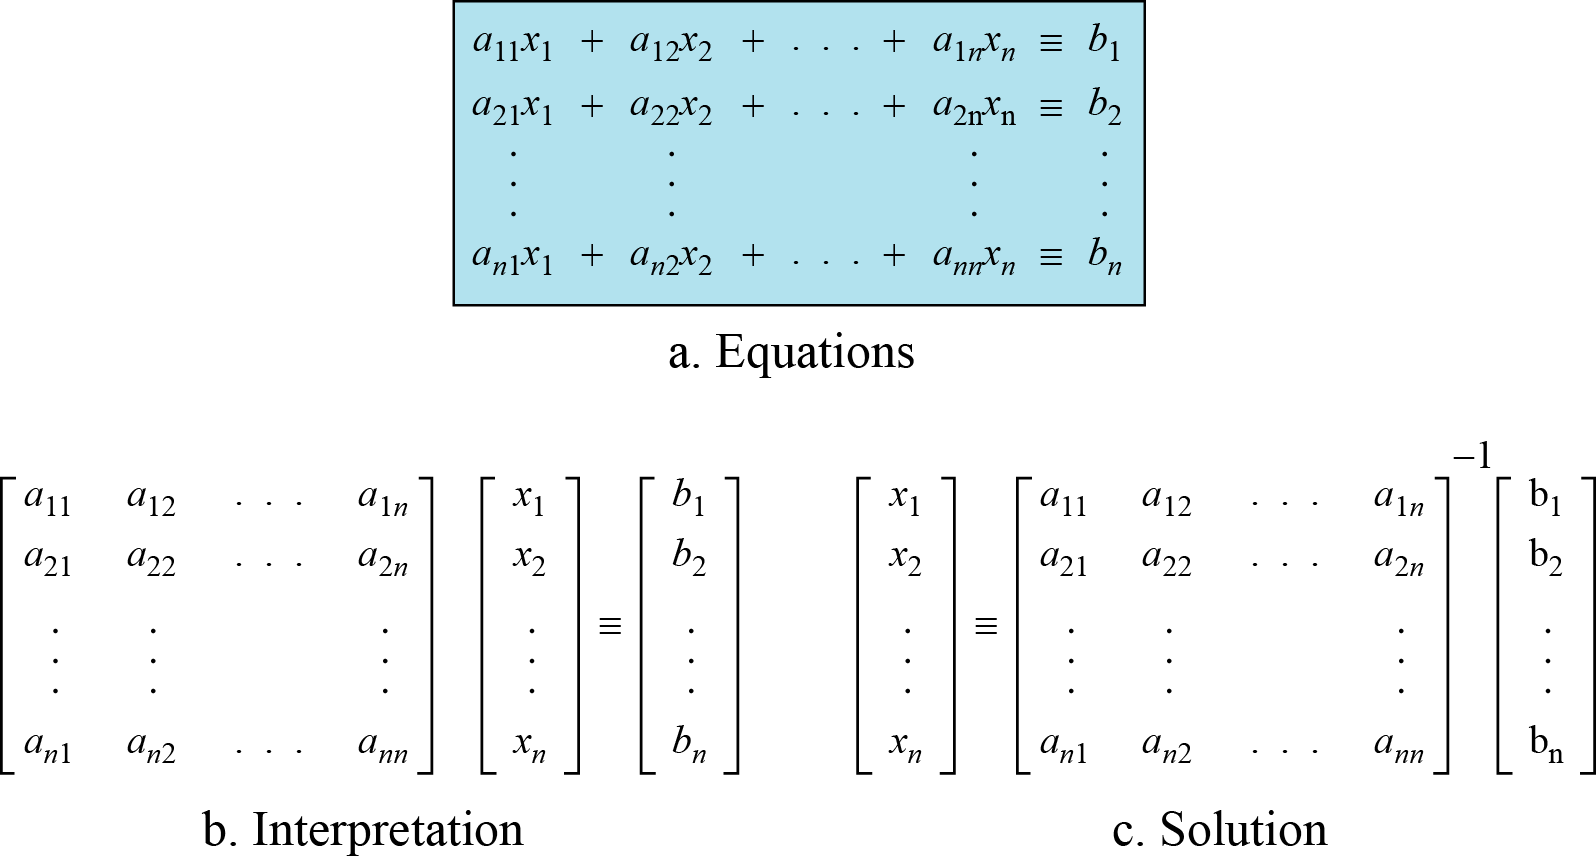 a₁₁x₁ + a₁₂x₂ + . . . + a₁ₙxₙ ≡ b₁
a₂₁x₁ + a₂₂x₂ + . . . + a₂ₙxₙ ≡ b₂
. . . .
. . . .
. . . .
aₙ₁x₁ + aₙ₂x₂ + . . . + aₙₙxₙ ≡ bₙ
a. Equations
[ a₁₁ a₁₂ . . . a₁ₙ ] [ x₁ ] [ b₁ ]
a₂₁ a₂₂ . . . a₂ₙ x₂ b₂
. . . . ≡ .
. . . . .
. . . . .
aₙ₁ aₙ₂ . . . aₙₙ xₙ bₙ
b. Interpretation
[ x₁ ] [ a₁₁ a₁₂ . . . a₁ₙ ]⁻¹ [ b₁ ]
x₂ a₂₁ a₂₂ . . . a₂ₙ b₂
. ≡ . . . .
. . . . .
. . . . .
xₙ aₙ₁ aₙ₂ . . . aₙₙ bₙ
c. Solution